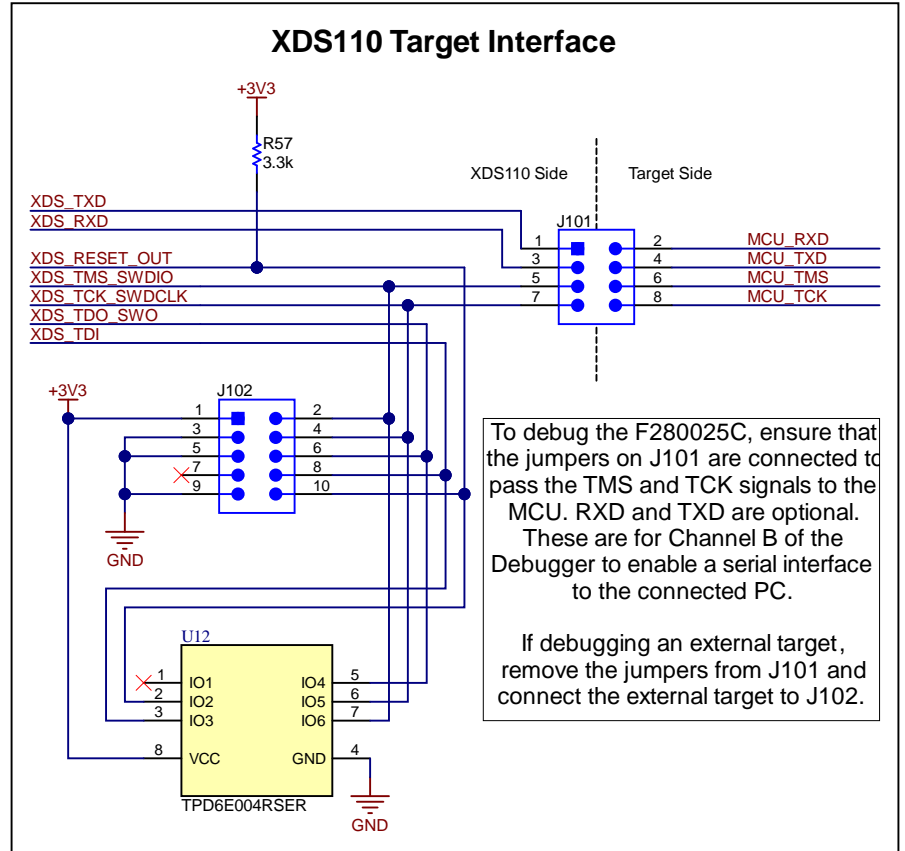 XDS110 Target Interface
+3V3
R57
3.3k
XDS110 Side
Target Side
XDS_TXD
XDS_RXD
XDS_RESET_OUT
XDS_TMS_SWDIO
XDS_TCK_SWDCLK
XDS_TDO_SWO
XDS_TDI
J101
1 2 MCU_RXD
3 4 MCU_TXD
5 6 MCU_TMS
7 8 MCU_TCK
+3V3
J102
1 2
3 4
5 6
7 8
9 10
GND
To debug the F280025C, ensure that
the jumpers on J101 are connected to
pass the TMS and TCK signals to the
MCU. RXD and TXD are optional.
These are for Channel B of the
Debugger to enable a serial interface
to the connected PC.
If debugging an external target,
remove the jumpers from J101 and
connect the external target to J102.
U12
1 IO1 IO4 5
2 IO2 IO5 6
3 IO3 IO6 7
8 VCC GND 4
TPD6E004RSER
GND